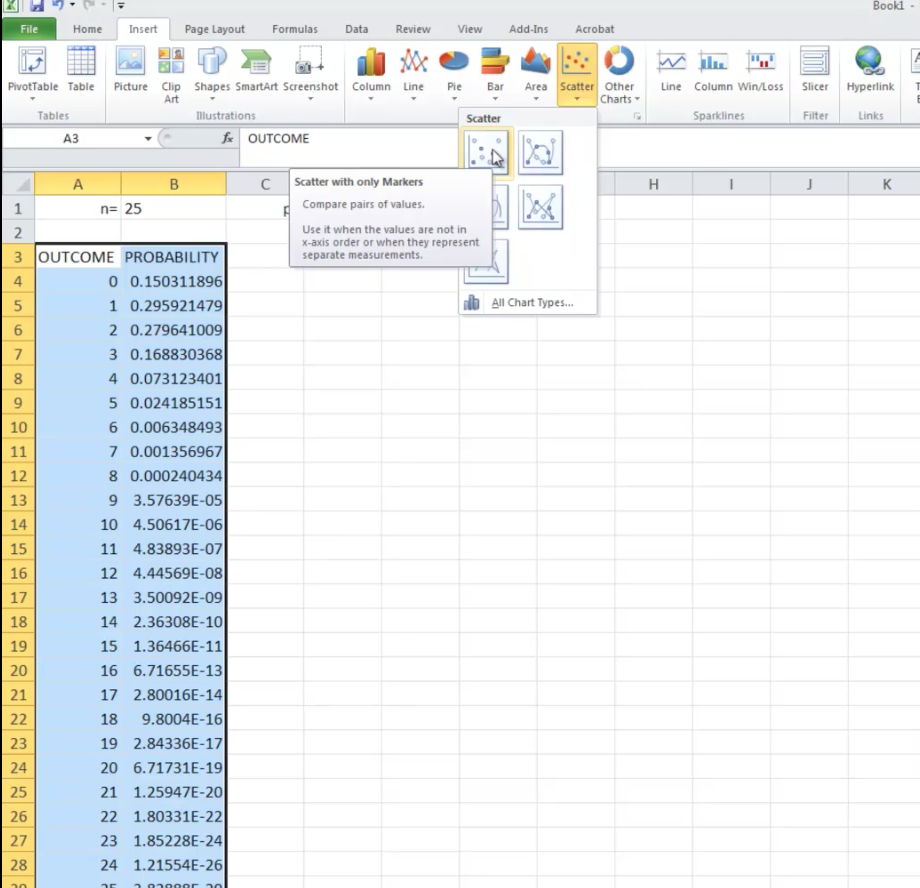 Book1 -
File Home Insert Page Layout Formulas Data Review View Add-Ins Acrobat
PivotTable Table Picture Clip Art Shapes SmartArt Screenshot Column Line Pie Bar Area Scatter Other Charts Line Column Win/Loss Slicer Hyperlink
Tables Illustrations Sparklines Filter Links
A3 fx OUTCOME
Scatter
Scatter with only Markers
Compare pairs of values.
Use it when the values are not in
x-axis order or when they represent
separate measurements.
All Chart Types...
A B C H I J K
1 n= 25
2
3 OUTCOME PROBABILITY
4 0 0.150311896
5 1 0.295921479
6 2 0.279641009
7 3 0.168830368
8 4 0.073123401
9 5 0.024185151
10 6 0.006348493
11 7 0.001356967
12 8 0.000240434
13 9 3.57639E-05
14 10 4.50617E-06
15 11 4.83893E-07
16 12 4.44569E-08
17 13 3.50092E-09
18 14 2.36308E-10
19 15 1.36466E-11
20 16 6.71655E-13
21 17 2.80016E-14
22 18 9.8004E-16
23 19 2.84336E-17
24 20 6.71731E-19
25 21 1.25947E-20
26 22 1.80331E-22
27 23 1.85228E-24
28 24 1.21554E-26